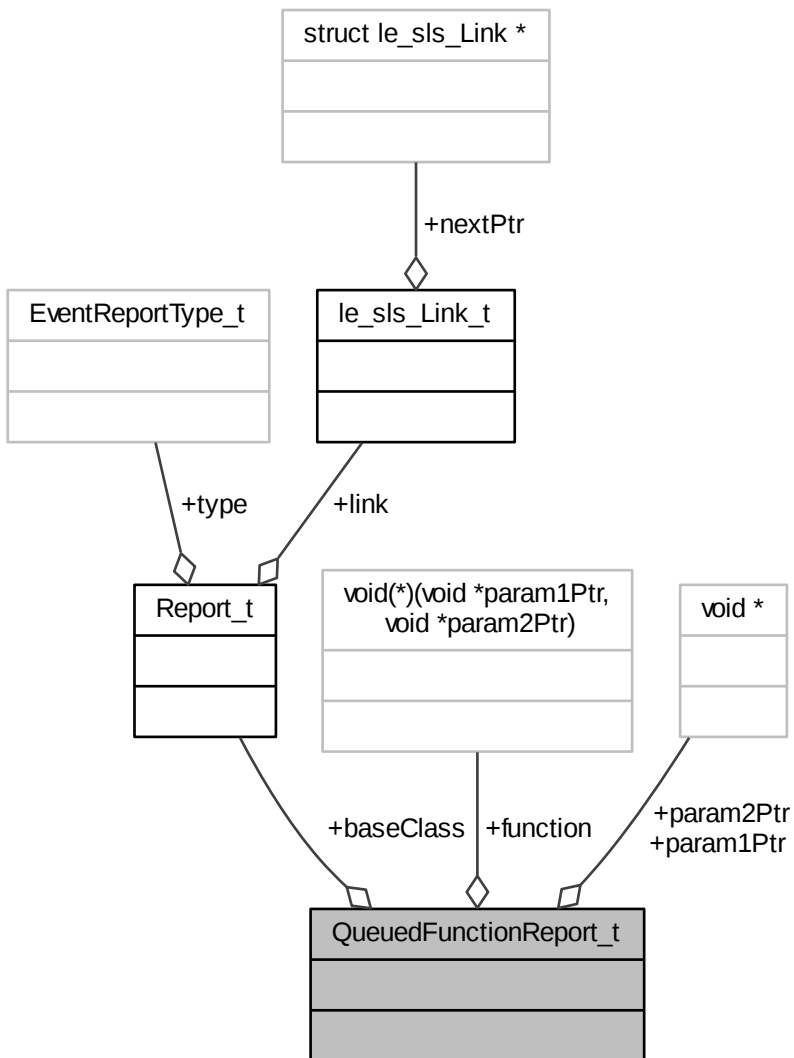 struct le_sls_Link *
+nextPtr
EventReportType_t
le_sls_Link_t
+type
+link
Report_t
void(*)(void *param1Ptr,
void *param2Ptr)
void *
+baseClass
+function
+param2Ptr
+param1Ptr
QueuedFunctionReport_t